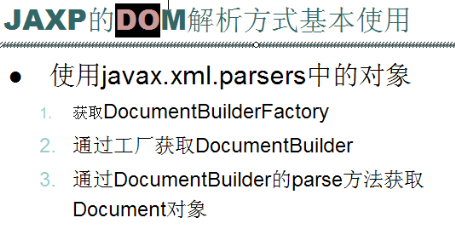 JAXP的DOM解析方式基本使用
● 使用javax.xml.parsers中的对象
1. 获取DocumentBuilderFactory
2. 通过工厂获取DocumentBuilder
3. 通过DocumentBuilder的parse方法获取
Document对象